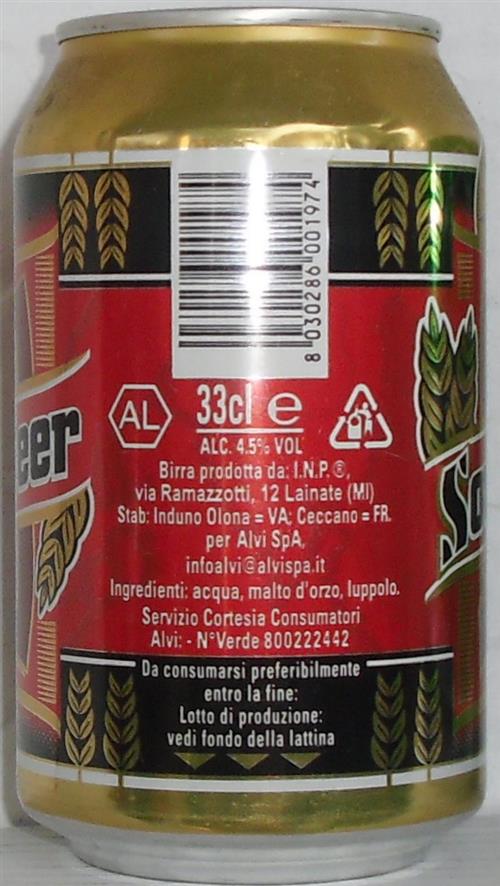 8 030286 001974
AL
33cl e
ALC. 4.5% VOL
Birra prodotta da: I.N.P.®,
via Ramazzotti, 12 Lainate (MI)
Stab: Induno Olona = VA; Ceccano = FR.
per Alvi SpA,
infoalvi@alvispa.it
Ingredienti: acqua, malto d'orzo, luppolo.
Servizio Cortesia Consumatori
Alvi: - N°Verde 800222442
Da consumarsi preferibilmente
entro la fine:
Lotto di produzione:
vedi fondo della lattina
eer
So